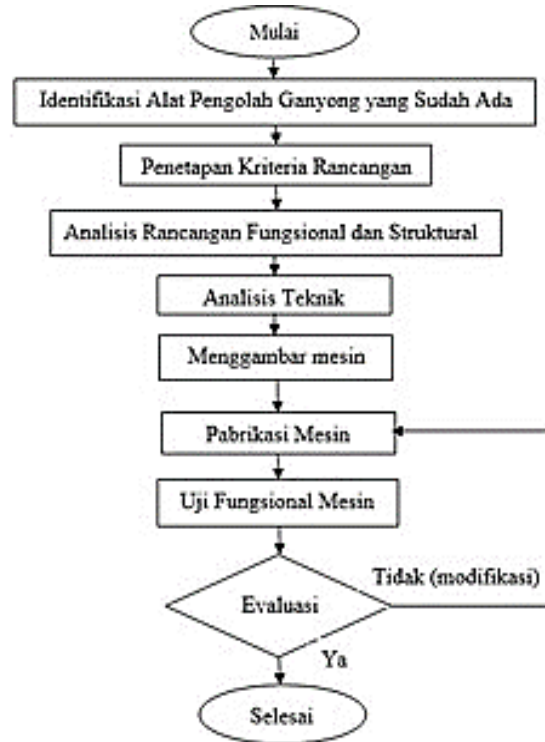 Mulai
Identifikasi Alat Pengolah Ganyong yang Sudah Ada
Penetapan Kriteria Rancangan
Analisis Rancangan Fungsional dan Struktural
Analisis Teknik
Menggambar mesin
Pabrikasi Mesin
Uji Fungsional Mesin
Tidak (modifikasi)
Evaluasi
Ya
Selesai